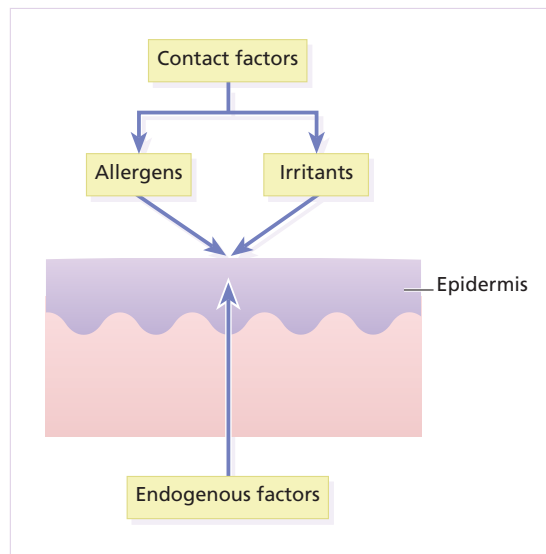 Contact factors
Allergens
Irritants
Epidermis
Endogenous factors